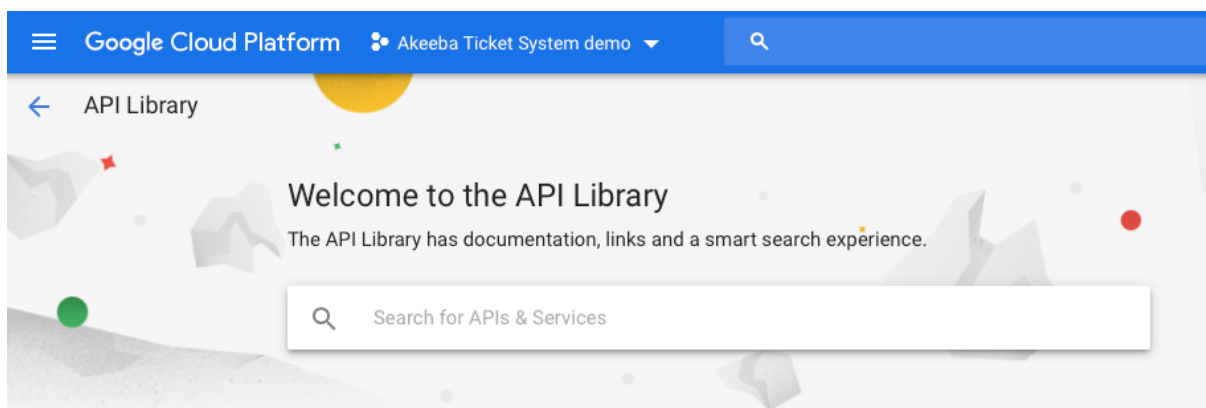 Google Cloud Platform Akeeba Ticket System demo
API Library
Welcome to the API Library
The API Library has documentation, links and a smart search experience.
Search for APIs & Services